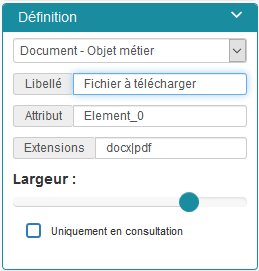 Définition
Document - Objet métier
Libellé Fichier à télécharger
Attribut Element_0
Extensions docx|pdf
Largeur :
Uniquement en consultation